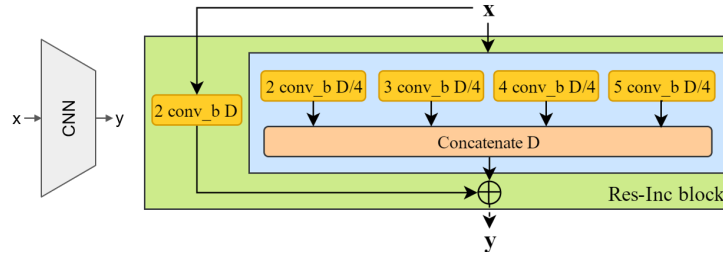 x
CNN
y
x
2 conv_b D
2 conv_b D/4
3 conv_b D/4
4 conv_b D/4
5 conv_b D/4
Concatenate D
Res-Inc block
y